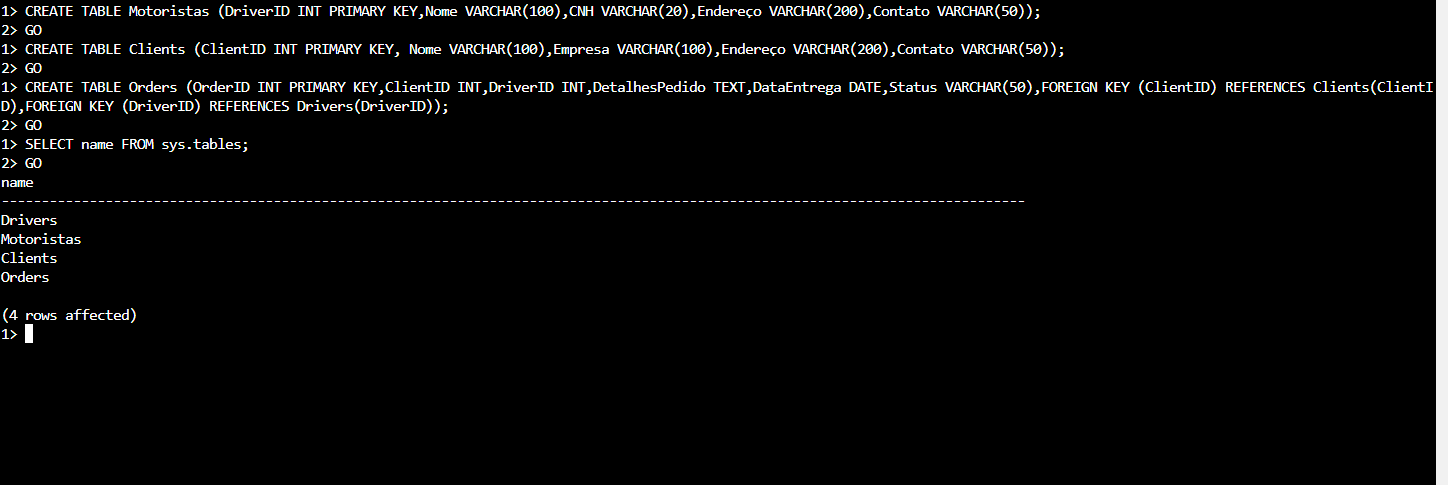 1> CREATE TABLE Motoristas (DriverID INT PRIMARY KEY,Nome VARCHAR(100),CNH VARCHAR(20),Endereço VARCHAR(200),Contato VARCHAR(50));
2> GO
1> CREATE TABLE Clients (ClientID INT PRIMARY KEY, Nome VARCHAR(100),Empresa VARCHAR(100),Endereço VARCHAR(200),Contato VARCHAR(50));
2> GO
1> CREATE TABLE Orders (OrderID INT PRIMARY KEY,ClientID INT,DriverID INT,DetalhesPedido TEXT,DataEntrega DATE,Status VARCHAR(50),FOREIGN KEY (ClientID) REFERENCES Clients(ClientI
D),FOREIGN KEY (DriverID) REFERENCES Drivers(DriverID));
2> GO
1> SELECT name FROM sys.tables;
2> GO
name
--------------------------------------------------------------------------------------------------------------------------------
Drivers
Motoristas
Clients
Orders
(4 rows affected)
1>